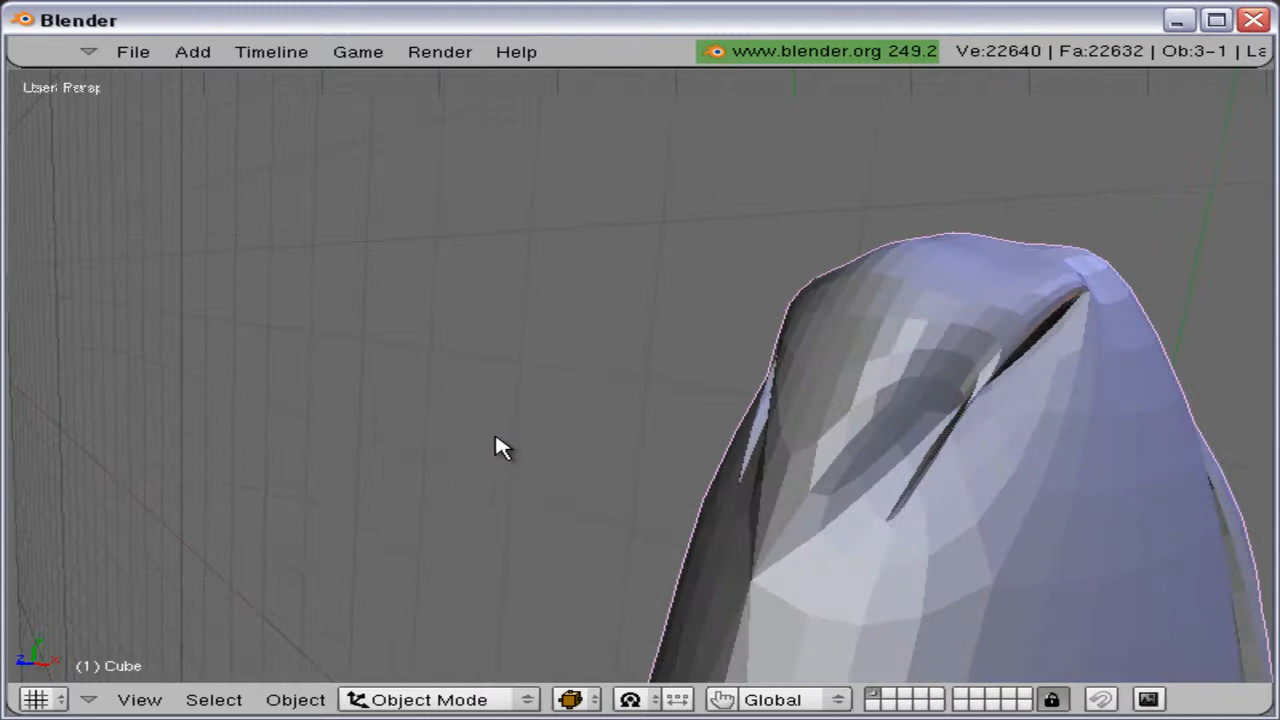 Blender
File Add Timeline Game Render Help www.blender.org 249.2 Ve:22640 | Fa:22632 | Ob:3-1 | La
User Persp
Z Y X
(1) Cube
View Select Object Object Mode Global